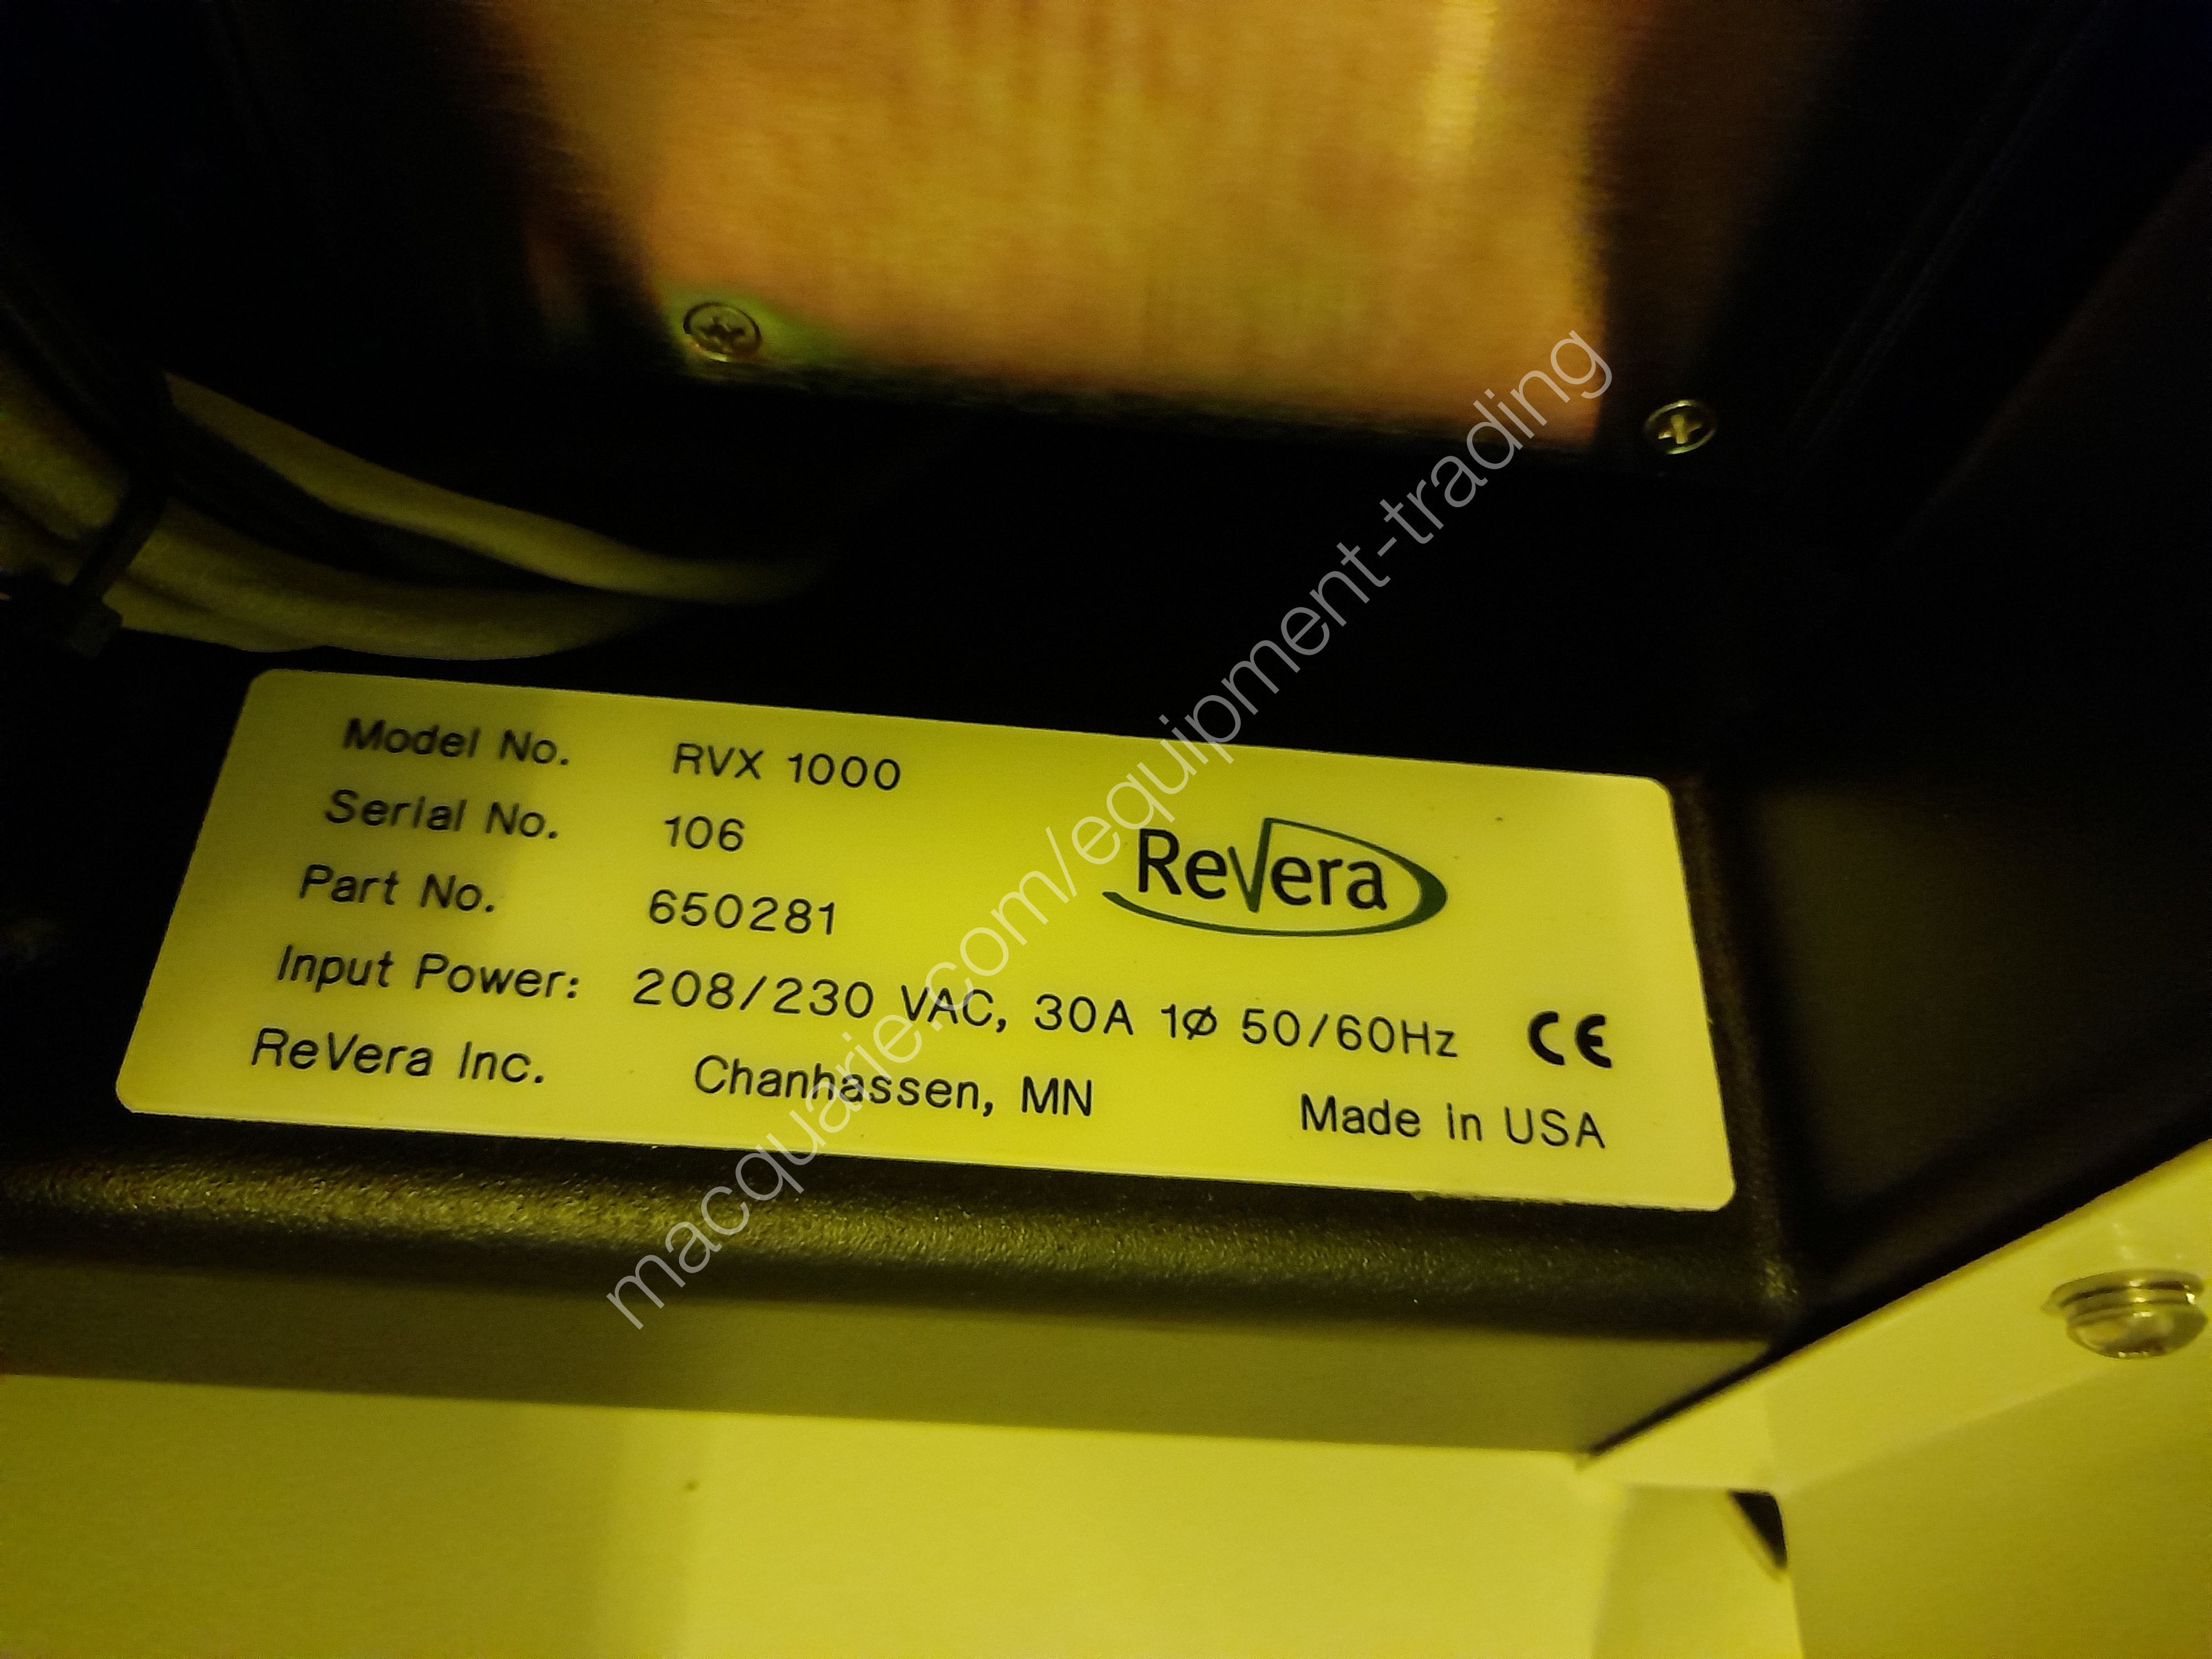 Model No. RVX 1000
Serial No. 106
Part No. 650281
ReVera
Input Power: 208/230 VAC, 30A 1ø 50/60Hz CE
ReVera Inc. Chanhassen, MN Made in USA
macquarie.com/equipment-trading